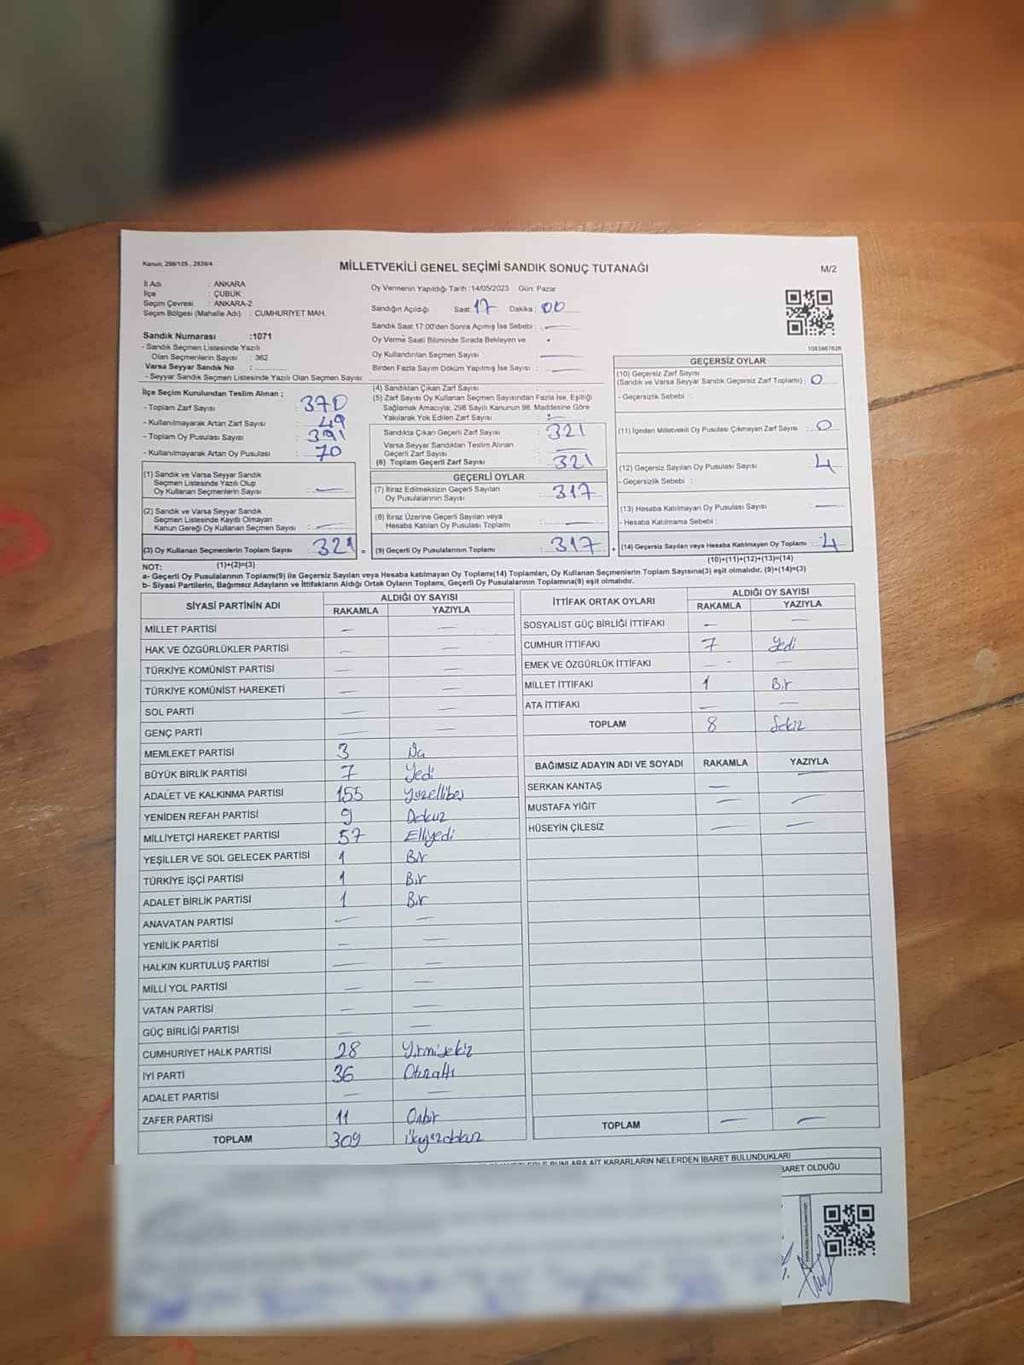 Kanun: 298/105 , 2839/4
MİLLETVEKİLİ GENEL SEÇİMİ SANDIK SONUÇ TUTANAĞI
M/2
İl Adı : ANKARA
İlçe : ÇUBUK
Seçim Çevresi : ANKARA-2
Seçim Bölgesi (Mahalle Adı) : CUMHURİYET MAH.
Oy Vermenin Yapıldığı Tarih :14/05/2023 Gün: Pazar
Sandığın Açıldığı Saat: 17 Dakika: 00
Sandık Saat 17:00'den Sonra Açımış İse Sebebi :
Oy Verme Saati Bitiminde Sırada Bekleyen ve
Oy Kullandırılan Seçmen Sayısı
Birden Fazla Sayım Döküm Yapılmış İse Sayısı :
Sandık Numarası :1071
- Sandık Seçmen Listesinde Yazılı
Olan Seçmenlerin Sayısı : 362
Varsa Seyyar Sandık No :
- Seyyar Sandık Seçmen Listesinde Yazılı Olan Seçmen Sayısı
İlçe Seçim Kurulundan Teslim Alınan ;
- Toplam Zarf Sayısı : 370
- Kullanılmayarak Artan Zarf Sayısı : 49
- Toplam Oy Pusulası Sayısı : 391
- Kullanılmayarak Artan Oy Pusulası : 70
(1) Sandık ve Varsa Seyyar Sandık
Seçmen Listesinde Yazılı Olup
Oy Kullanan Seçmenlerin Sayısı : —
(2) Sandık ve Varsa Seyyar Sandık
Seçmen Listesinde Kayıtlı Olmayan
Kanun Gereği Oy Kullanan Seçmen Sayısı : —
(3) Oy Kullanan Seçmenlerin Toplam Sayısı : 321
(1)+(2)=(3)
(4) Sandıktan Çıkan Zarf Sayısı :
(5) Zarf Sayısı Oy Kullanan Seçmen Sayısından Fazla İse, Eşitliği
Sağlamak Amacıyla; 298 Sayılı Kanunun 98. Maddesine Göre
Yakılarak Yok Edilen Zarf Sayısı :
Sandıkta Çıkan Geçerli Zarf Sayısı : 321
Varsa Seyyar Sandıktan Teslim Alınan
Geçerli Zarf Sayısı
(6) Toplam Geçerli Zarf Sayısı : 321
GEÇERLİ OYLAR
(7) İtiraz Edilmeksizin Geçerli Sayılan
Oy Pusulalarının Sayısı : 317
(8) İtiraz Üzerine Geçerli Sayılan veya
Hesaba Katılan Oy Pusulası Toplamı : —
(9) Geçerli Oy Pusulalarının Toplamı : 317
1083667626
GEÇERSİZ OYLAR
(10) Geçersiz Zarf Sayısı
(Sandık ve Varsa Seyyar Sandık Geçersiz Zarf Toplamı) : 0
- Geçersizlik Sebebi :
(11) İçinden Milletvekili Oy Pusulası Çıkmayan Zarf Sayısı : 0
(12) Geçersiz Sayılan Oy Pusulası Sayısı : 4
- Geçersizlik Sebebi :
(13) Hesaba Katılmayan Oy Pusulası Sayısı : —
- Hesaba Katılmama Sebebi :
(14) Geçersiz Sayılan veya Hesaba Katılmayan Oy Toplamı : 4
(10)+(11)+(12)+(13)=(14)
NOT:
a- Geçerli Oy Pusulalarının Toplamı(9) ile Geçersiz Sayılan veya Hesaba katılmayan Oy Toplamı(14) Toplamları, Oy Kullanan Seçmenlerin Toplam Sayısına(3) eşit olmalıdır. (9)+(14)=(3)
b- Siyasi Partilerin, Bağımsız Adayların ve İttifakların Aldığı Ortak Oyların Toplamı, Geçerli Oy Pusulalarının Toplamına(9) eşit olmalıdır.
SİYASİ PARTİNİN ADI ALDIĞI OY SAYISI
RAKAMLA YAZIYLA
MİLLET PARTİSİ — —
HAK VE ÖZGÜRLÜKLER PARTİSİ — —
TÜRKİYE KOMÜNİST PARTİSİ — —
TÜRKİYE KOMÜNİST HAREKETİ — —
SOL PARTİ — —
GENÇ PARTİ — —
MEMLEKET PARTİSİ 3
BÜYÜK BİRLİK PARTİSİ 7 Yedi
ADALET VE KALKINMA PARTİSİ 155 Yüzellibeş
YENİDEN REFAH PARTİSİ 9 Dokuz
MİLLİYETÇİ HAREKET PARTİSİ 57 Elliyedi
YEŞİLLER VE SOL GELECEK PARTİSİ 1 Bir
TÜRKİYE İŞÇİ PARTİSİ 1 Bir
ADALET BİRLİK PARTİSİ 1 Bir
ANAVATAN PARTİSİ — —
YENİLİK PARTİSİ — —
HALKIN KURTULUŞ PARTİSİ — —
MİLLİ YOL PARTİSİ — —
VATAN PARTİSİ — —
GÜÇ BİRLİĞİ PARTİSİ — —
CUMHURİYET HALK PARTİSİ 28 Yirmisekiz
İYİ PARTİ 36 Otuzaltı
ADALET PARTİSİ — —
ZAFER PARTİSİ 11 Onbir
TOPLAM 309 üçyüzdokuz
İTTİFAK ORTAK OYLARI ALDIĞI OY SAYISI
RAKAMLA YAZIYLA
SOSYALİST GÜÇ BİRLİĞİ İTTİFAKI — —
CUMHUR İTTİFAKI 7 Yedi
EMEK VE ÖZGÜRLÜK İTTİFAKI — —
MİLLET İTTİFAKI 1 Bir
ATA İTTİFAKI — —
TOPLAM 8 Sekiz
BAĞIMSIZ ADAYIN ADI VE SOYADI RAKAMLA YAZIYLA
SERKAN KANTAŞ —
MUSTAFA YİĞİT — —
HÜSEYİN ÇİLESİZ — —
TOPLAM — —
BUNLARA AİT KARARLARIN NELERDEN İBARET BULUNDUKLARI
İBARET OLDUĞU